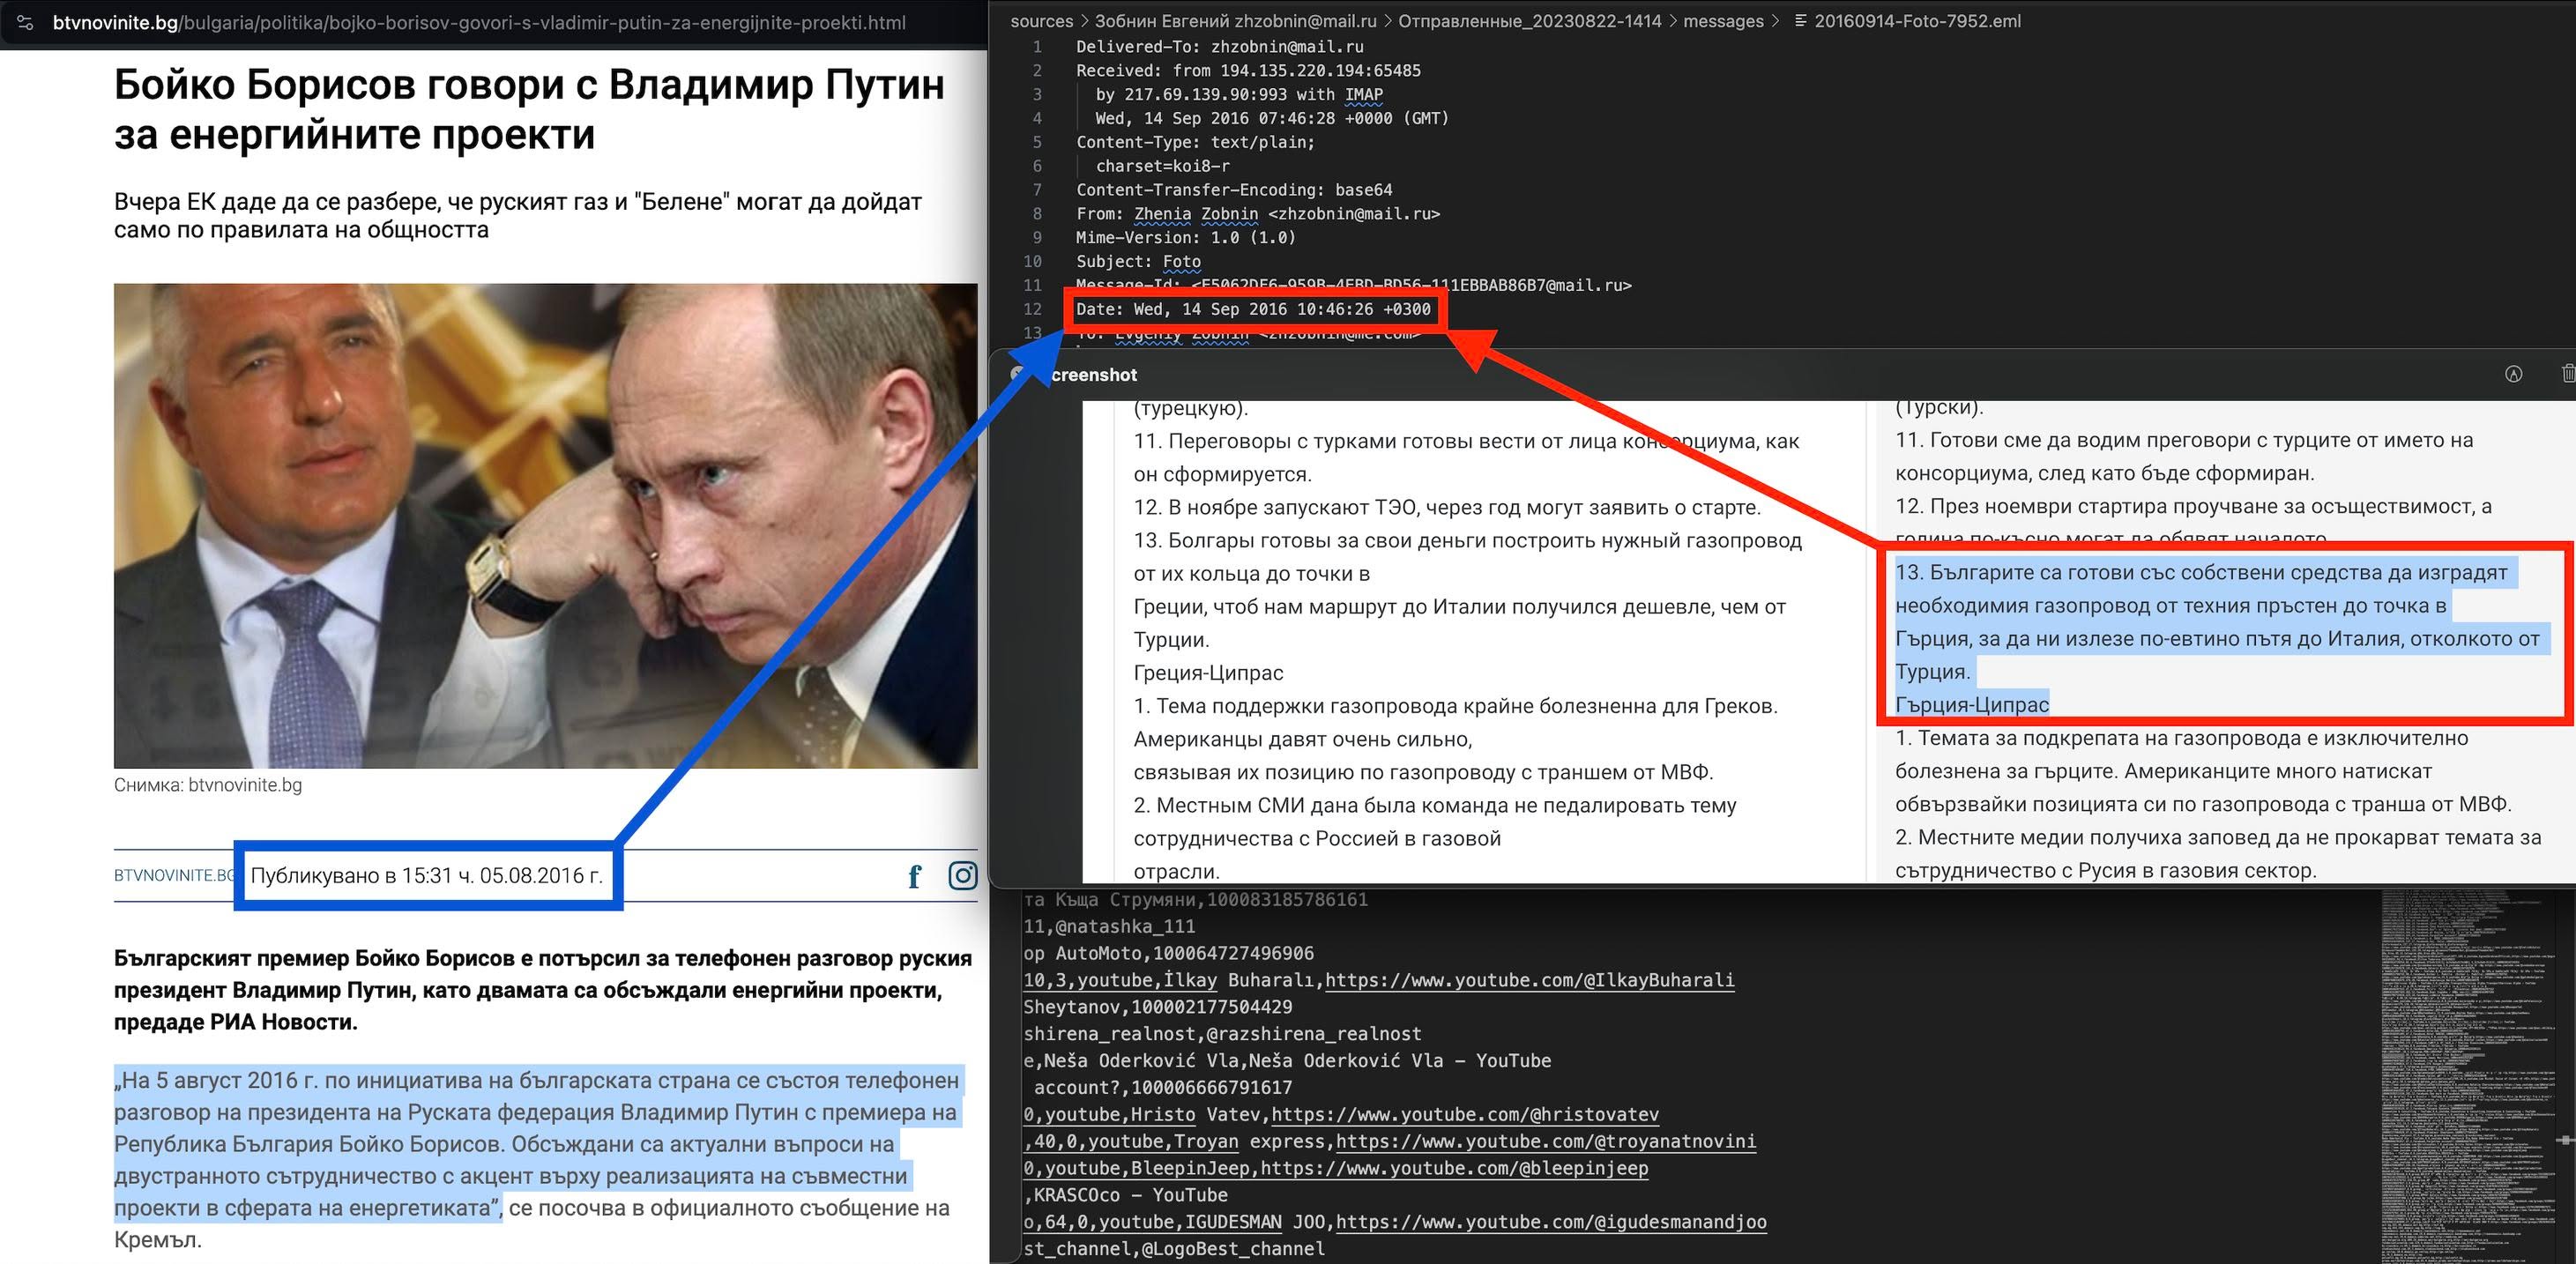 btvnovinite.bg/bulgaria/politika/bojko-borisov-govori-s-vladimir-putin-za-energijnite-proekti.html
Бойко Борисов говори с Владимир Путин
за енергийните проекти
Вчера ЕК даде да се разбере, че руският газ и "Белене" могат да дойдат
само по правилата на общността
Снимка: btvnovinite.bg
BTVNOVINITE.BG
Публикувано в 15:31 ч. 05.08.2016 г.
Българският премиер Бойко Борисов е потърсил за телефонен разговор руския
президент Владимир Путин, като двамата са обсъждали енергийни проекти,
предаде РИА Новости.
„На 5 август 2016 г. по инициатива на българската страна се състоя телефонен
разговор на президента на Руската федерация Владимир Путин с премиера на
Република България Бойко Борисов. Обсъждани са актуални въпроси на
двустранното сътрудничество с акцент върху реализацията на съвместни
проекти в сферата на енергетиката”, се посочва в официалното съобщение на
Кремъл.
sources > Зобнин Евгений zhzobnin@mail.ru > Отправленные_20230822-1414 > messages > 20160914-Foto-7952.eml
1 Delivered-To: zhzobnin@mail.ru
2 Received: from 194.135.220.194:65485
3 by 217.69.139.90:993 with IMAP
4 Wed, 14 Sep 2016 07:46:28 +0000 (GMT)
5 Content-Type: text/plain;
6 charset=koi8-r
7 Content-Transfer-Encoding: base64
8 From: Zhenia Zobnin <zhzobnin@mail.ru>
9 Mime-Version: 1.0 (1.0)
10 Subject: Foto
11 Message-Id: <F5062DF6-959B-4FBD-BD56-111EBBAB86B7@mail.ru>
12 Date: Wed, 14 Sep 2016 10:46:26 +0300
13 To: Evgeniy Zobnin <zhzobnin@me.com>
creenshot
(турецкую).
11. Переговоры с турками готовы вести от лица консорциума, как
он сформируется.
12. В ноябре запускают ТЭО, через год могут заявить о старте.
13. Болгары готовы за свои деньги построить нужный газопровод
от их кольца до точки в
Греции, чтоб нам маршрут до Италии получился дешевле, чем от
Турции.
Греция-Ципрас
1. Тема поддержки газопровода крайне болезненна для Греков.
Американцы давят очень сильно,
связывая их позицию по газопроводу с траншем от МВФ.
2. Местным СМИ дана была команда не педалировать тему
сотрудничества с Россией в газовой
отрасли.
(Турски).
11. Готови сме да водим преговори с турците от името на
консорциума, след като бъде сформиран.
12. През ноември стартира проучване за осъществимост, а
година по-късно могат да обявят началото.
13. Българите са готови със собствени средства да изградят
необходимия газопровод от техния пръстен до точка в
Гърция, за да ни излезе по-евтино пътя до Италия, отколкото от
Турция.
Гърция-Ципрас
1. Темата за подкрепата на газопровода е изключително
болезнена за гърците. Американците много натискат
обвързвайки позицията си по газопровода с транша от МВФ.
2. Местните медии получиха заповед да не прокарват темата за
сътрудничество с Русия в газовия сектор.
та Къща Струмяни,100083185786161
11,@natashka_111
op AutoMoto,100064727496906
10,3,youtube,İlkay Buharalı,https://www.youtube.com/@IlkayBuharali
Sheytanov,100002177504429
shirena_realnost,@razshirena_realnost
e,Neša Oderković Vla,Neša Oderković Vla – YouTube
account?,100006666791617
0,youtube,Hristo Vatev,https://www.youtube.com/@hristovatev
,40,0,youtube,Troyan express,https://www.youtube.com/@troyanatnovini
0,youtube,BleepinJeep,https://www.youtube.com/@bleepinjeep
,KRASCOco – YouTube
o,64,0,youtube,IGUDESMAN JOO,https://www.youtube.com/@igudesmanandjoo
st_channel,@LogoBest_channel